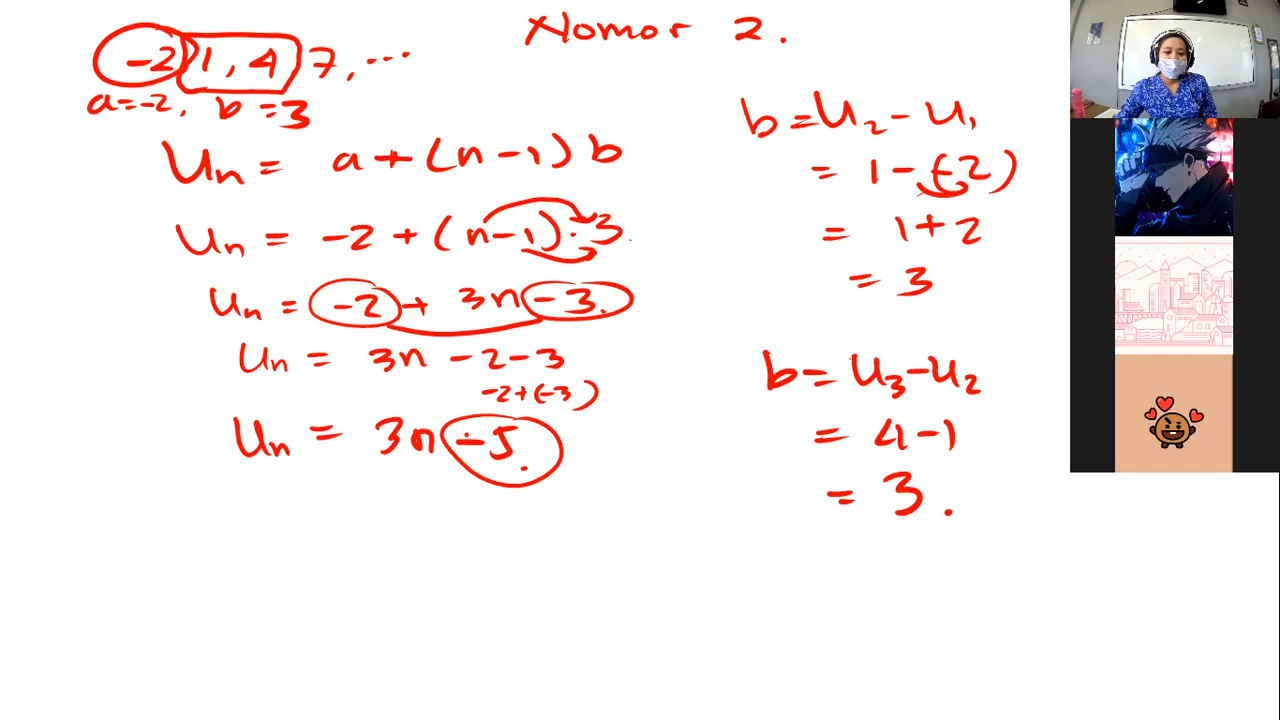 Nomor 2.
-2, 1, 4, 7, ...
a = -2, b = 3
Un = a + (n - 1) b
Un = -2 + (n - 1) · 3.
Un = -2 + 3n - 3.
Un = 3n - 2 - 3
-2 + (-3)
Un = 3n - 5.
b = U2 - U1
= 1 - (-2)
= 1 + 2
= 3
b = U3 - U2
= 4 - 1
= 3.